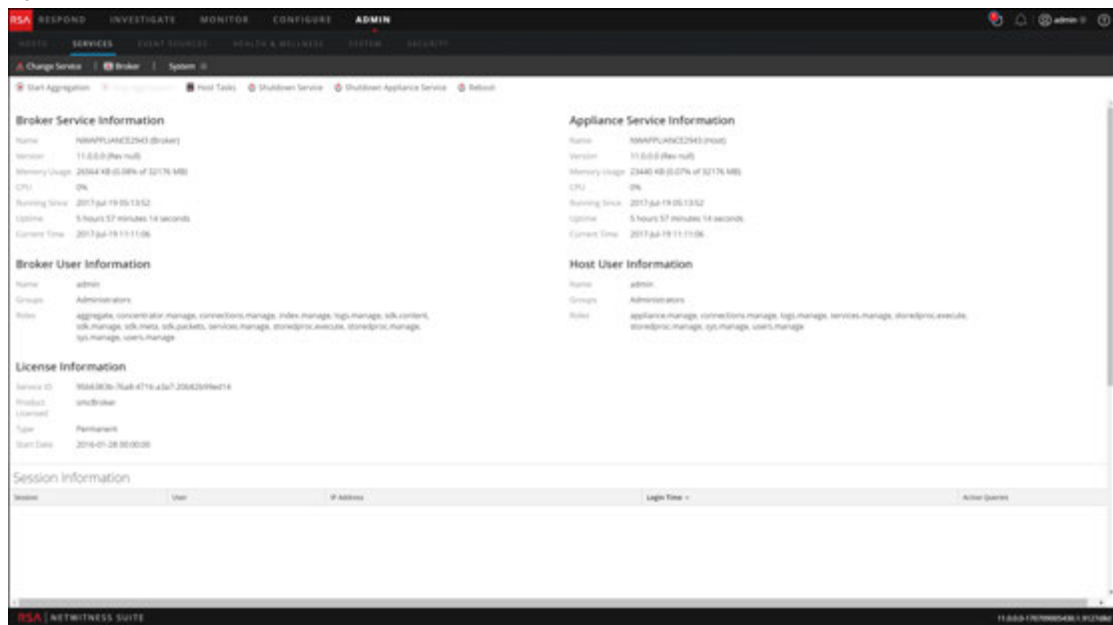 RSA RESPOND INVESTIGATE MONITOR CONFIGURE ADMIN admin
HOSTS SERVICES EVENT SOURCES HEALTH & WELLNESS SYSTEM SECURITY
Change Service | Broker | System
Start Aggregation Host Tasks Shutdown Service Shutdown Appliance Service Reboot
Broker Service Information
Name NWAPPLIANCE2943 (Broker)
Version 11.0.0.0 (Rev null)
Memory Usage (0.08% of 32176 MB)
CPU 0%
Running Since 2017-Jul-19 05:13:52
Uptime 5 hours 57 minutes 14 seconds
Current Time 2017-Jul-19 11:11:06
Appliance Service Information
Name NWAPPLIANCE2943 (Host)
Version 11.0.0.0 (Rev null)
Memory Usage 23440 KB (0.07% of 32176 MB)
CPU 0%
Running Since 2017-Jul-19 05:13:52
Uptime 5 hours 57 minutes 14 seconds
Current Time 2017-Jul-19 11:11:06
Broker User Information
Name admin
Groups Administrators
Roles aggregate, concentrator.manage, connections.manage, index.manage, logs.manage, sdk.content,
sdk.manage, sdk.meta, sdk.packets, services.manage, storedproc.execute, storedproc.manage,
sys.manage, users.manage
Host User Information
Name admin
Groups Administrators
Roles appliance.manage, connections.manage, logs.manage, services.manage, storedproc.execute,
storedproc.manage, sys.manage, users.manage
License Information
Service ID
Product
Licensed smcBroker
Type Permanent
Start Date 2016-01-28 00:00:00
Session Information
Session User IP Address Login Time Active Queries
RSA | NETWITNESS SUITE